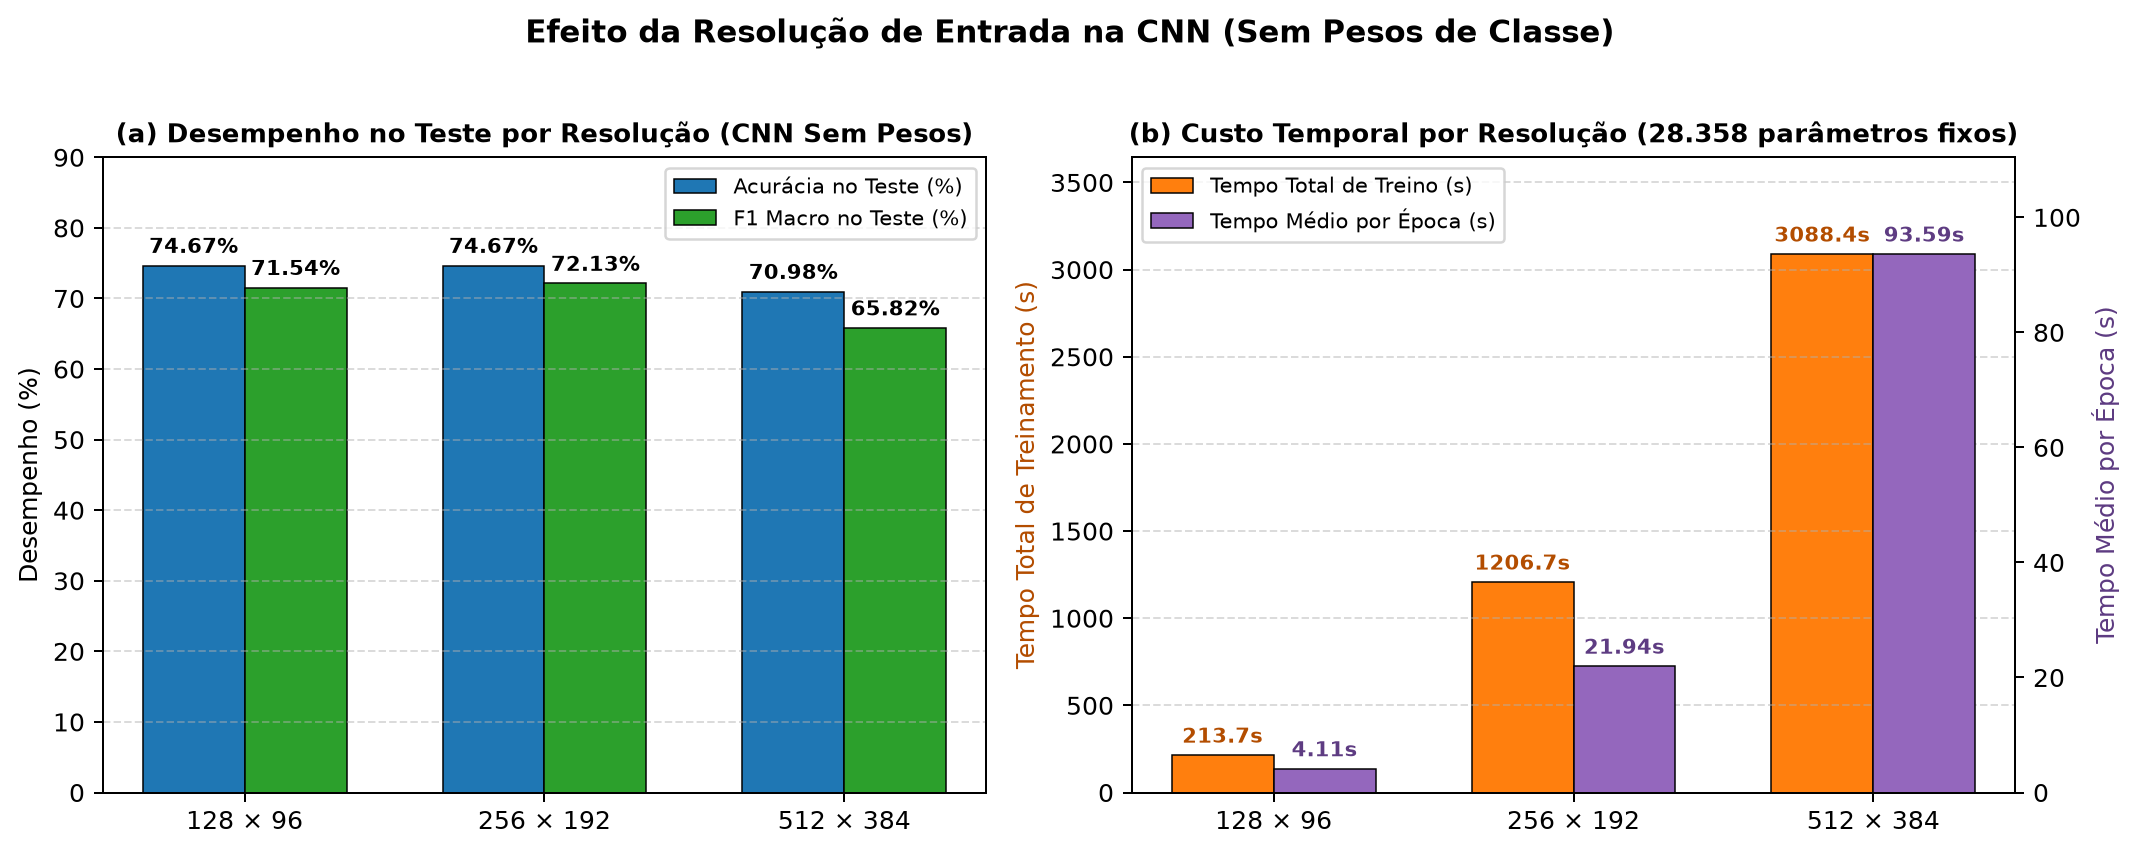 Efeito da Resolução de Entrada na CNN (Sem Pesos de Classe)
(a) Desempenho no Teste por Resolução (CNN Sem Pesos)
Desempenho (%)
90
80
70
60
50
40
30
20
10
0
Acurácia no Teste (%)
F1 Macro no Teste (%)
74.67%
71.54%
74.67%
72.13%
70.98%
65.82%
128 × 96
256 × 192
512 × 384
(b) Custo Temporal por Resolução (28.358 parâmetros fixos)
Tempo Total de Treinamento (s)
3500
3000
2500
2000
1500
1000
500
0
Tempo Total de Treino (s)
Tempo Médio por Época (s)
213.7s
4.11s
1206.7s
21.94s
3088.4s
93.59s
128 × 96
256 × 192
512 × 384
100
80
60
40
20
0
Tempo Médio por Época (s)